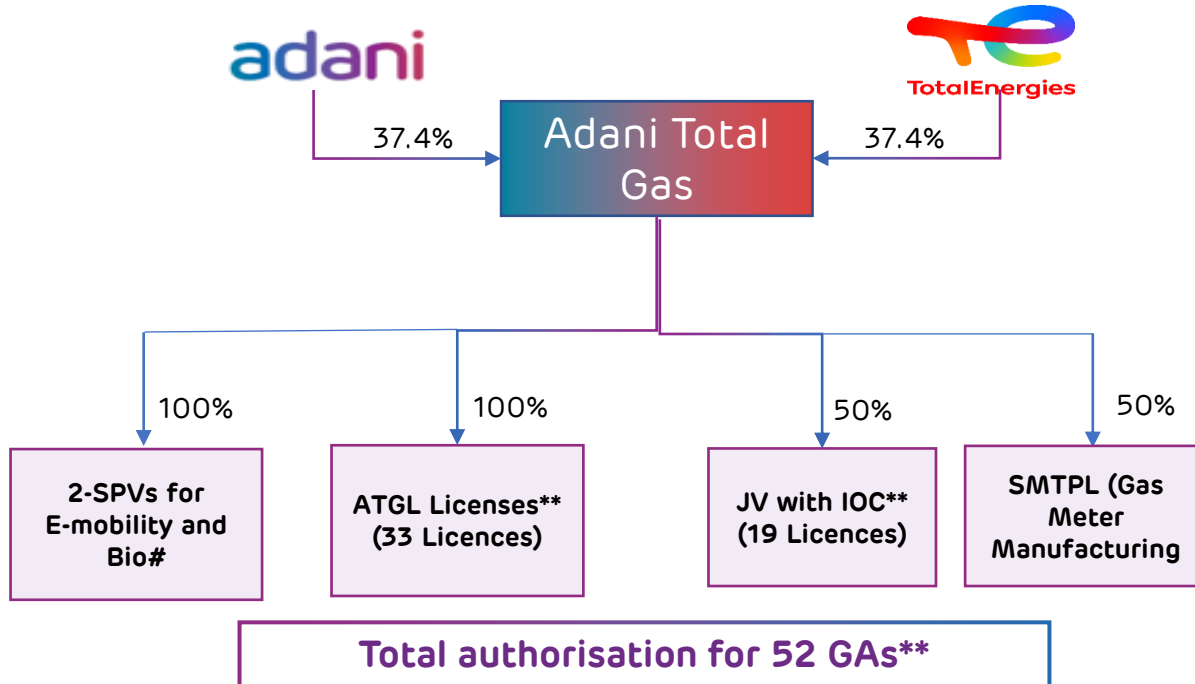 adani
TotalEnergies
37.4%
Adani Total
Gas
37.4%
100%
100%
50%
50%
2-SPVs for
E-mobility and
Bio#
ATGL Licenses**
(33 Licences)
JV with IOC**
(19 Licences)
SMTPL (Gas
Meter
Manufacturing
Total authorisation for 52 GAs**